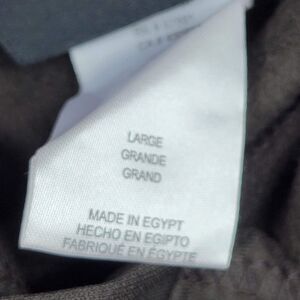 LARGE
GRANDE
GRAND
MADE IN EGYPT
HECHO EN EGIPTO
FABRIQUÉ EN ÉGYPTE